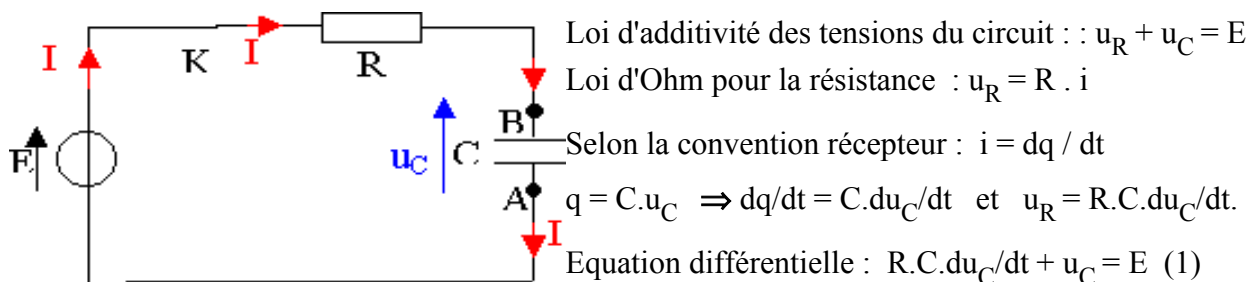 Loi d'additivité des tensions du circuit : : u_R + u_C = E
I K I R
Loi d'Ohm pour la résistance : u_R = R . i
E u_C C B
Selon la convention récepteur : i = dq / dt
A
q = C.u_C ⇒ dq/dt = C.du_C/dt et u_R = R.C.du_C/dt.
I
Equation différentielle : R.C.du_C/dt + u_C = E (1)